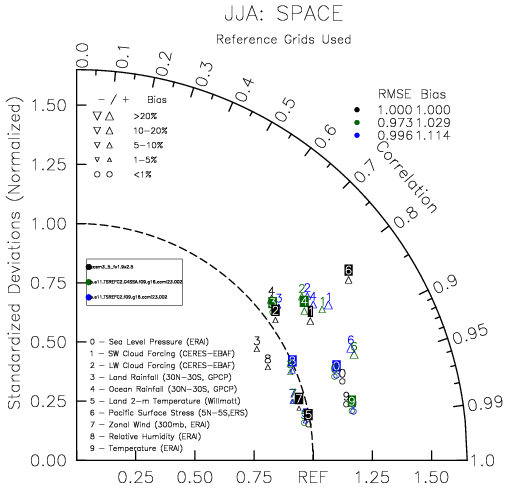 JJA: SPACE
Reference Grids Used
Standardized Deviations (Normalized)
1.50
1.25
1.00
0.75
0.50
0.25
0.00
0.0 0.1 0.2 0.3 0.4 0.5 0.6 0.7 0.8 0.9 0.95 0.99 1.0
Correlation
− / + Bias
>20%
10−20%
5−10%
1−5%
<1%
RMSE Bias
1.000 1.000
0.973 1.029
0.996 1.114
0 − Sea Level Pressure (ERAI)
1 − SW Cloud Forcing (CERES−EBAF)
2 − LW Cloud Forcing (CERES−EBAF)
3 − Land Rainfall (30N−30S, GPCP)
4 − Ocean Rainfall (30N−30S, GPCP)
5 − Land 2−m Temperature (Willmott)
6 − Pacific Surface Stress (5N−5S,ERS)
7 − Zonal Wind (300mb, ERAI)
8 − Relative Humidity (ERAI)
9 − Temperature (ERAI)
0.25 0.50 0.75 REF 1.25 1.50